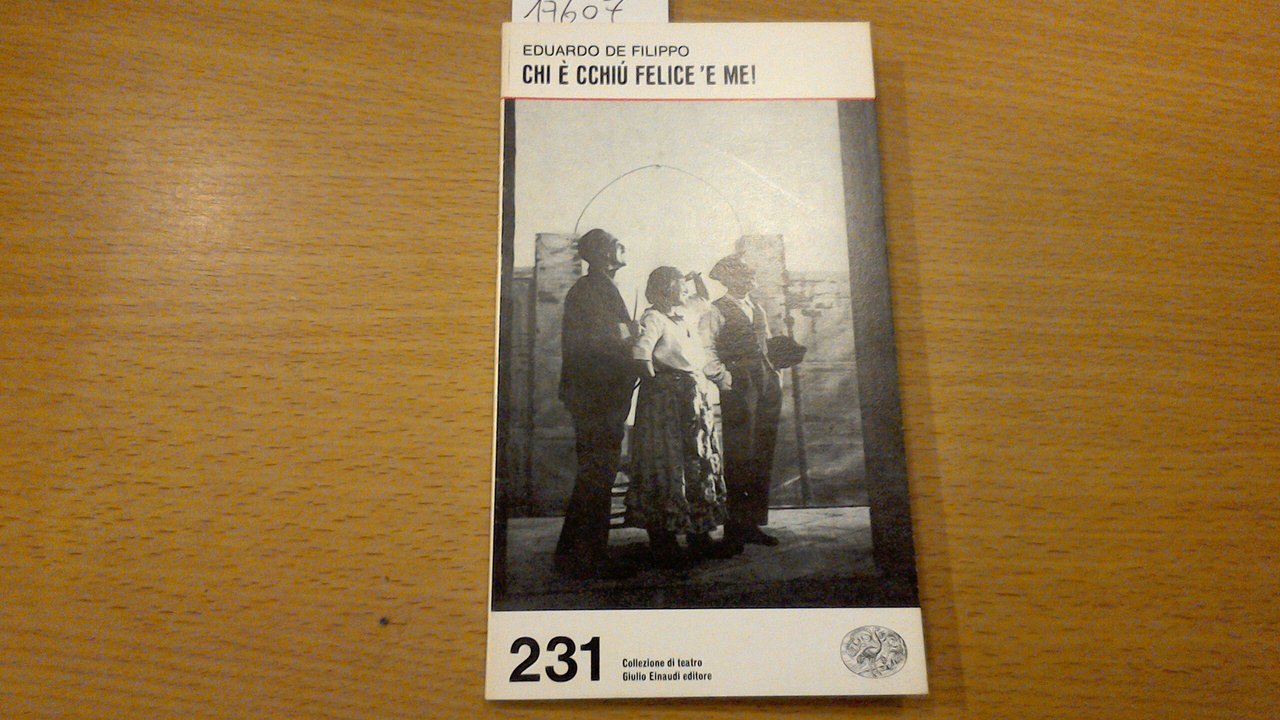 17607
EDUARDO DE FILIPPO
CHI È CCHIÚ FELICE 'E ME!
231
Collezione di teatro
Giulio Einaudi editore